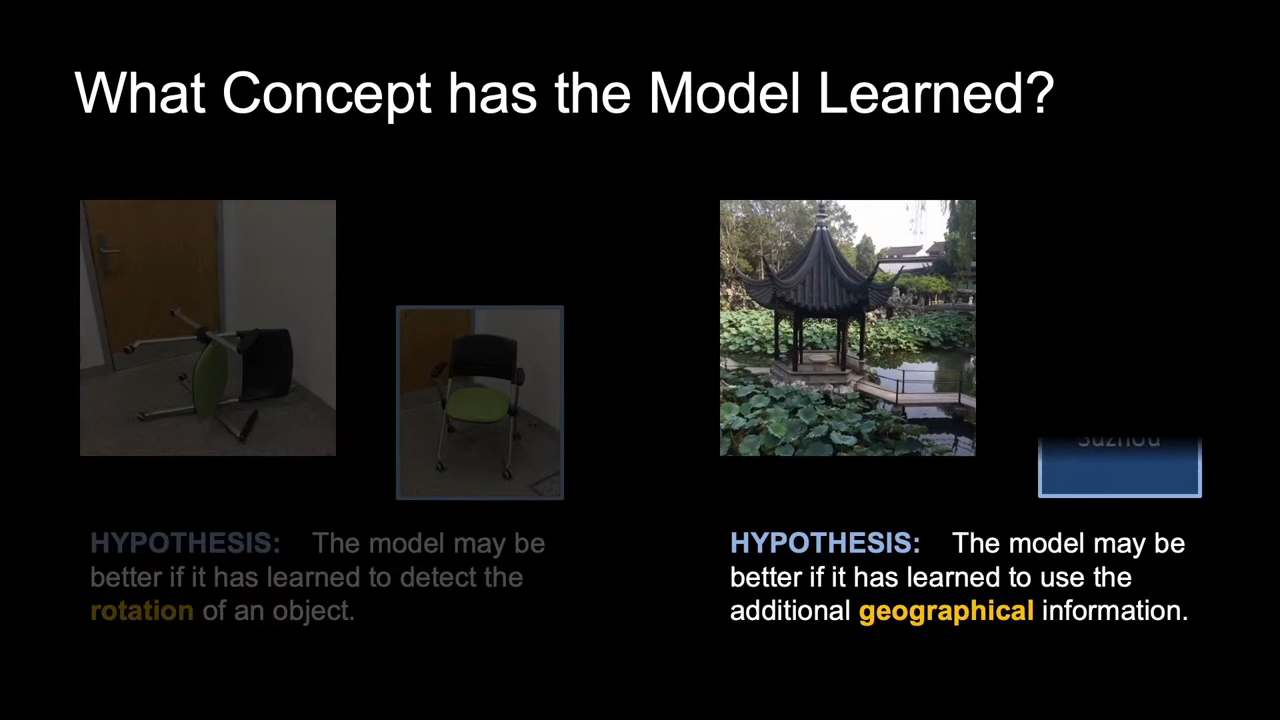 What Concept has the Model Learned?
Suzhou
HYPOTHESIS: The model may be
better if it has learned to detect the
rotation of an object.
HYPOTHESIS: The model may be
better if it has learned to use the
additional geographical information.